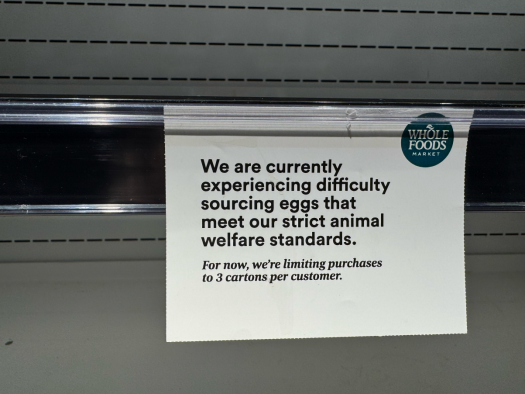 WHOLE
FOODS
MARKET
We are currently
experiencing difficulty
sourcing eggs that
meet our strict animal
welfare standards.
For now, we're limiting purchases
to 3 cartons per customer.